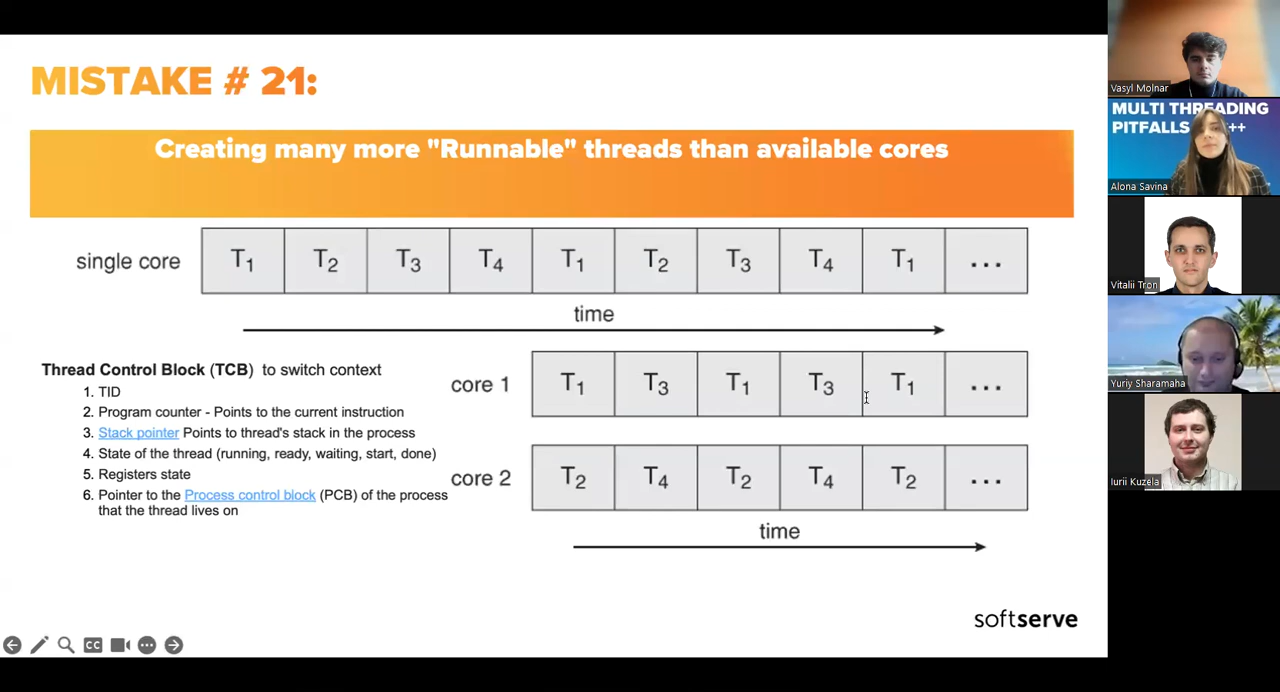 MISTAKE # 21:
Creating many more "Runnable" threads than available cores
single core T1 T2 T3 T4 T1 T2 T3 T4 T1 ...
time
Thread Control Block (TCB) to switch context
1. TID
2. Program counter - Points to the current instruction
3. Stack pointer Points to thread's stack in the process
4. State of the thread (running, ready, waiting, start, done)
5. Registers state
6. Pointer to the Process control block (PCB) of the process
that the thread lives on
core 1 T1 T3 T1 T3 T1 ...
core 2 T2 T4 T2 T4 T2 ...
time
softserve
CC
Vasyl Molnar
MULTI THREADING
PITFALLS ++
Alona Savina
Vitalii Tron
Yuriy Sharamaha
Iurii Kuzela